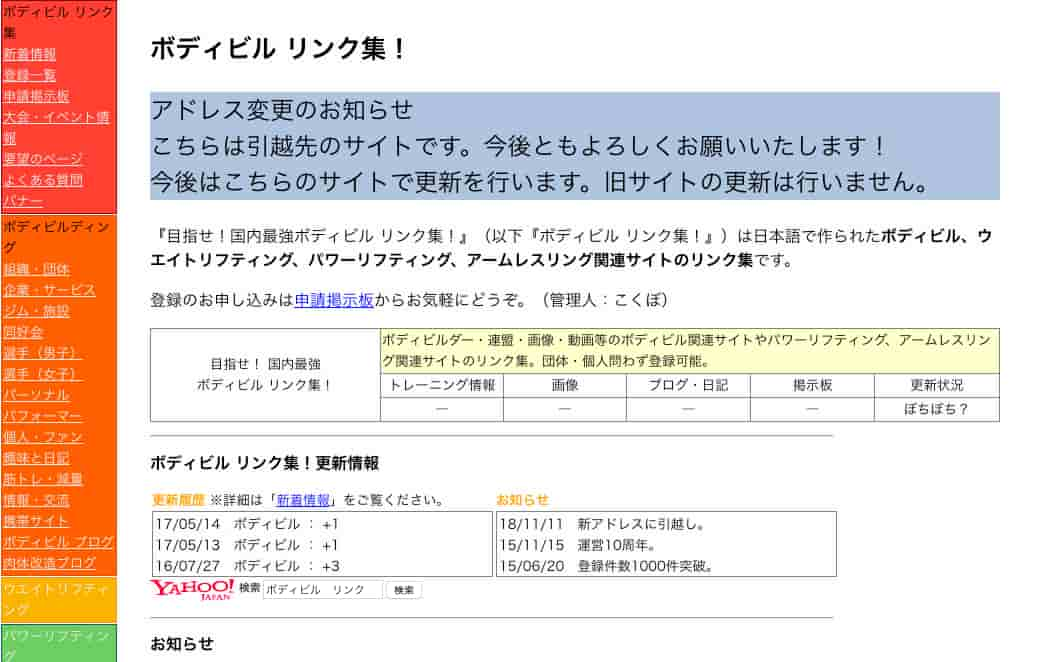 ボディビル リンク
集
新着情報
登録一覧
申請掲示板
大会・イベント情
報
要望のページ
よくある質問
バナー
ボディビルディン
グ
組織・団体
企業・サービス
ジム・施設
同好会
選手（男子）
選手（女子）
パーソナル
パフォーマー
個人・ファン
趣味と日記
筋トレ・減量
情報・交流
携帯サイト
ボディビル ブログ
肉体改造ブログ
ウエイトリフティ
ング
パワーリフティン
グ
ボディビル リンク集！
アドレス変更のお知らせ
こちらは引越先のサイトです。今後ともよろしくお願いいたします！
今後はこちらのサイトで更新を行います。旧サイトの更新は行いません。
『目指せ！国内最強ボディビル リンク集！』（以下『ボディビル リンク集！』）は日本語で作られたボディビル、ウ
エイトリフティング、パワーリフティング、アームレスリング関連サイトのリンク集です。
登録のお申し込みは申請掲示板からお気軽にどうぞ。（管理人：こくぼ）
目指せ！ 国内最強
ボディビル リンク集！
ボディビルダー・連盟・画像・動画等のボディビル関連サイトやパワーリフティング、アームレスリン
グ関連サイトのリンク集。団体・個人問わず登録可能。
トレーニング情報 画像 ブログ・日記 掲示板 更新状況
― ― ― ― ぼちぼち？
ボディビル リンク集！更新情報
更新履歴 ※詳細は「新着情報」をご覧ください。
17/05/14 ボディビル ： +1
17/05/13 ボディビル ： +1
16/07/27 ボディビル ： +3
お知らせ
18/11/11 新アドレスに引越し。
15/11/15 運営10周年。
15/06/20 登録件数1000件突破。
YAHOO! JAPAN 検索 ボディビル リンク 検索
お知らせ